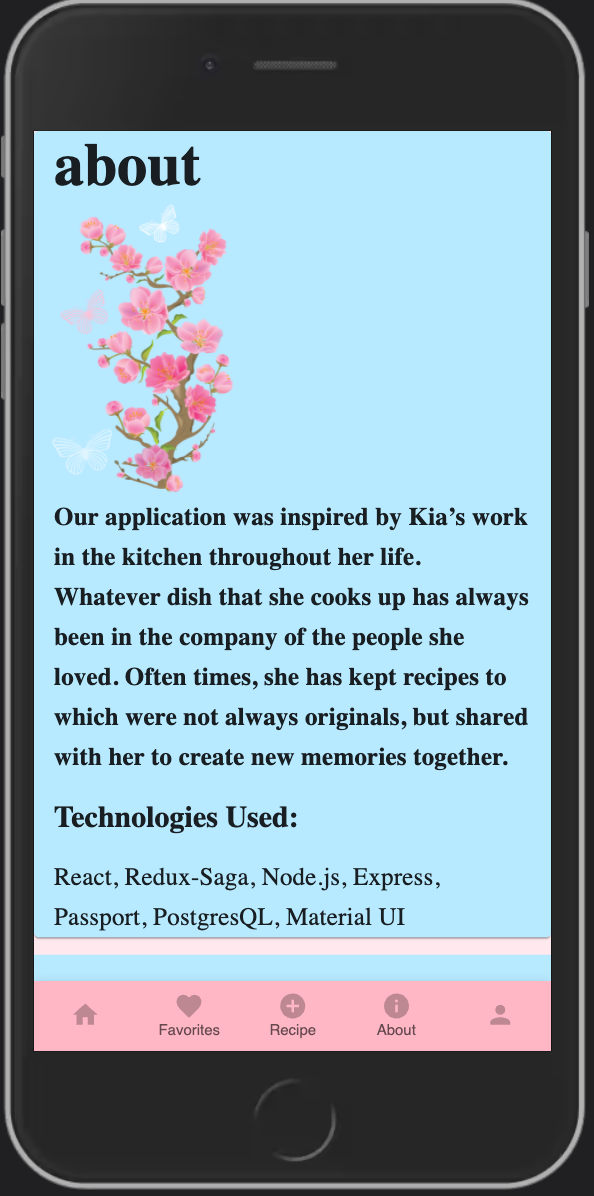 about
Our application was inspired by Kia’s work
in the kitchen throughout her life.
Whatever dish that she cooks up has always
been in the company of the people she
loved. Often times, she has kept recipes to
which were not always originals, but shared
with her to create new memories together.
Technologies Used:
React, Redux-Saga, Node.js, Express,
Passport, PostgresQL, Material UI
Favorites Recipe About